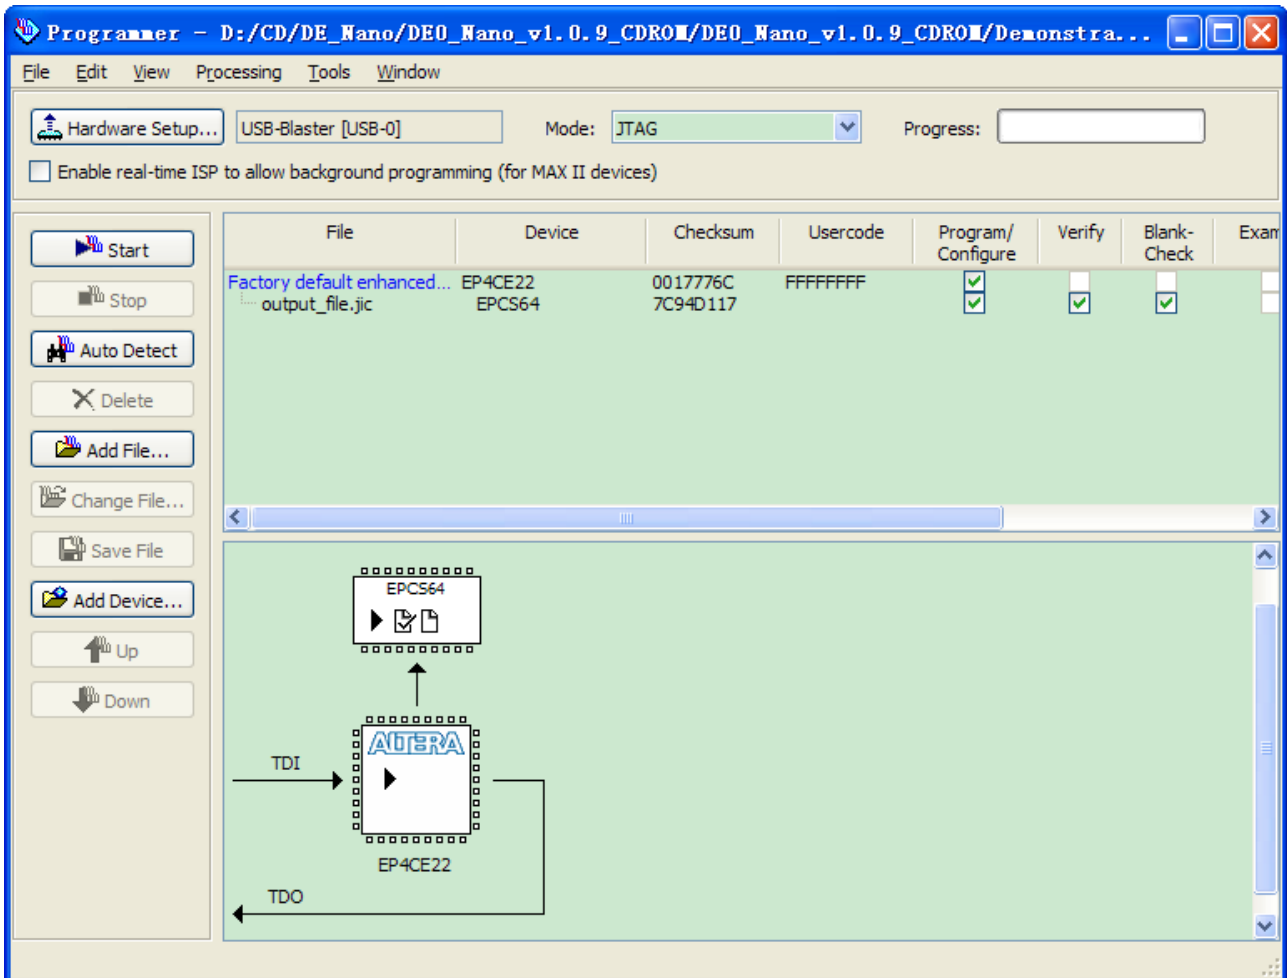 Programmer - D:/CD/DE_Nano/DE0_Nano_v1.0.9_CDROM/DE0_Nano_v1.0.9_CDROM/Demonstra...
File Edit View Processing Tools Window
Hardware Setup... USB-Blaster [USB-0] Mode: JTAG Progress:
Enable real-time ISP to allow background programming (for MAX II devices)
File Device Checksum Usercode Program/ Verify Blank- Exam
Configure Check
Start
Factory default enhanced... EP4CE22 0017776C FFFFFFFF
output_file.jic EPCS64 7C94D117
Stop
Auto Detect
Delete
Add File...
Change File...
Save File
Add Device...
Up
Down
EPCS64
ALTERA
TDI
EP4CE22
TDO